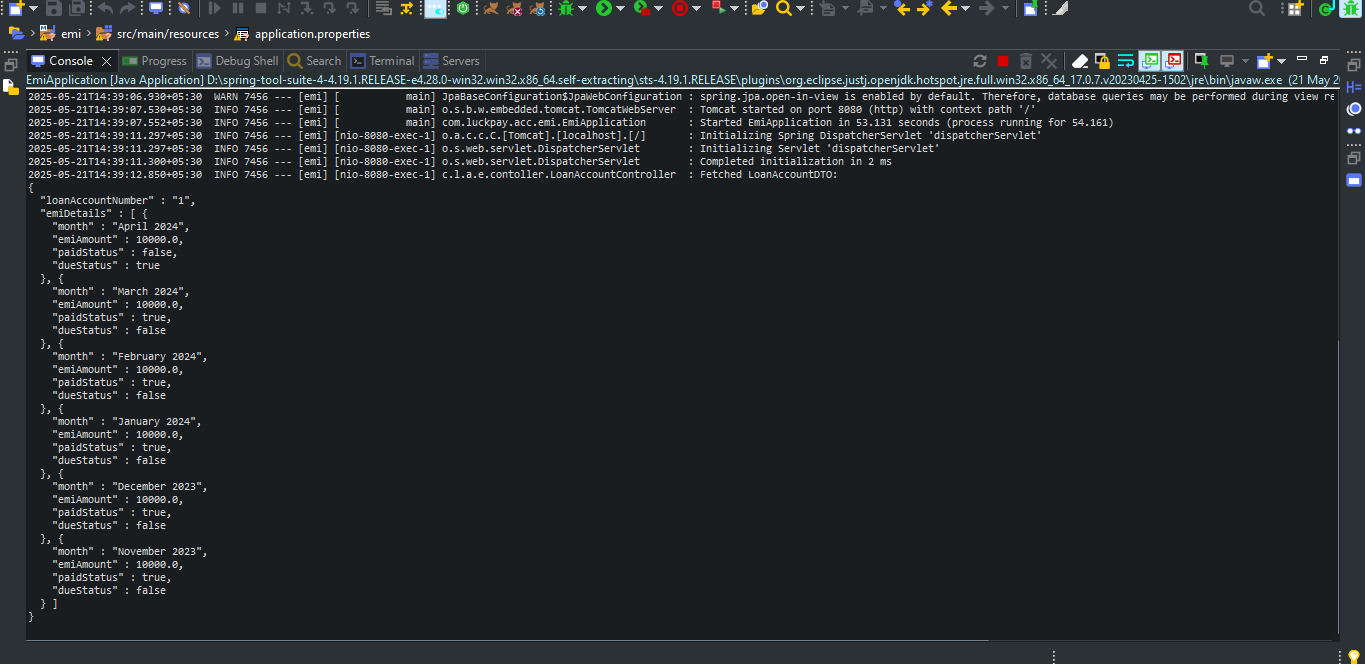 emi > src/main/resources > application.properties
Console Progress Debug Shell Search Terminal Servers
EmiApplication [Java Application] D:\spring-tool-suite-4-4.19.1.RELEASE-e4.28.0-win32.win32.x86_64.self-extracting\sts-4.19.1.RELEASE\plugins\org.eclipse.justj.openjdk.hotspot.jre.full.win32.x86_64_17.0.7.v20230425-1502\jre\bin\javaw.exe (21 May 2
2025-05-21T14:39:06.930+05:30  WARN 7456 --- [emi] [           main] JpaBaseConfiguration$JpaWebConfiguration : spring.jpa.open-in-view is enabled by default. Therefore, database queries may be performed during view re
2025-05-21T14:39:07.530+05:30  INFO 7456 --- [emi] [           main] o.s.b.w.embedded.tomcat.TomcatWebServer  : Tomcat started on port 8080 (http) with context path '/'
2025-05-21T14:39:07.552+05:30  INFO 7456 --- [emi] [           main] com.luckpay.acc.emi.EmiApplication       : Started EmiApplication in 53.131 seconds (process running for 54.161)
2025-05-21T14:39:11.297+05:30  INFO 7456 --- [emi] [nio-8080-exec-1] o.a.c.c.C.[Tomcat].[localhost].[/]       : Initializing Spring DispatcherServlet 'dispatcherServlet'
2025-05-21T14:39:11.297+05:30  INFO 7456 --- [emi] [nio-8080-exec-1] o.s.web.servlet.DispatcherServlet        : Initializing Servlet 'dispatcherServlet'
2025-05-21T14:39:11.300+05:30  INFO 7456 --- [emi] [nio-8080-exec-1] o.s.web.servlet.DispatcherServlet        : Completed initialization in 2 ms
2025-05-21T14:39:12.850+05:30  INFO 7456 --- [emi] [nio-8080-exec-1] c.l.a.e.contoller.LoanAccountController  : Fetched LoanAccountDTO:
{
  "loanAccountNumber" : "1",
  "emiDetails" : [ {
    "month" : "April 2024",
    "emiAmount" : 10000.0,
    "paidStatus" : false,
    "dueStatus" : true
  }, {
    "month" : "March 2024",
    "emiAmount" : 10000.0,
    "paidStatus" : true,
    "dueStatus" : false
  }, {
    "month" : "February 2024",
    "emiAmount" : 10000.0,
    "paidStatus" : true,
    "dueStatus" : false
  }, {
    "month" : "January 2024",
    "emiAmount" : 10000.0,
    "paidStatus" : true,
    "dueStatus" : false
  }, {
    "month" : "December 2023",
    "emiAmount" : 10000.0,
    "paidStatus" : true,
    "dueStatus" : false
  }, {
    "month" : "November 2023",
    "emiAmount" : 10000.0,
    "paidStatus" : true,
    "dueStatus" : false
  } ]
}